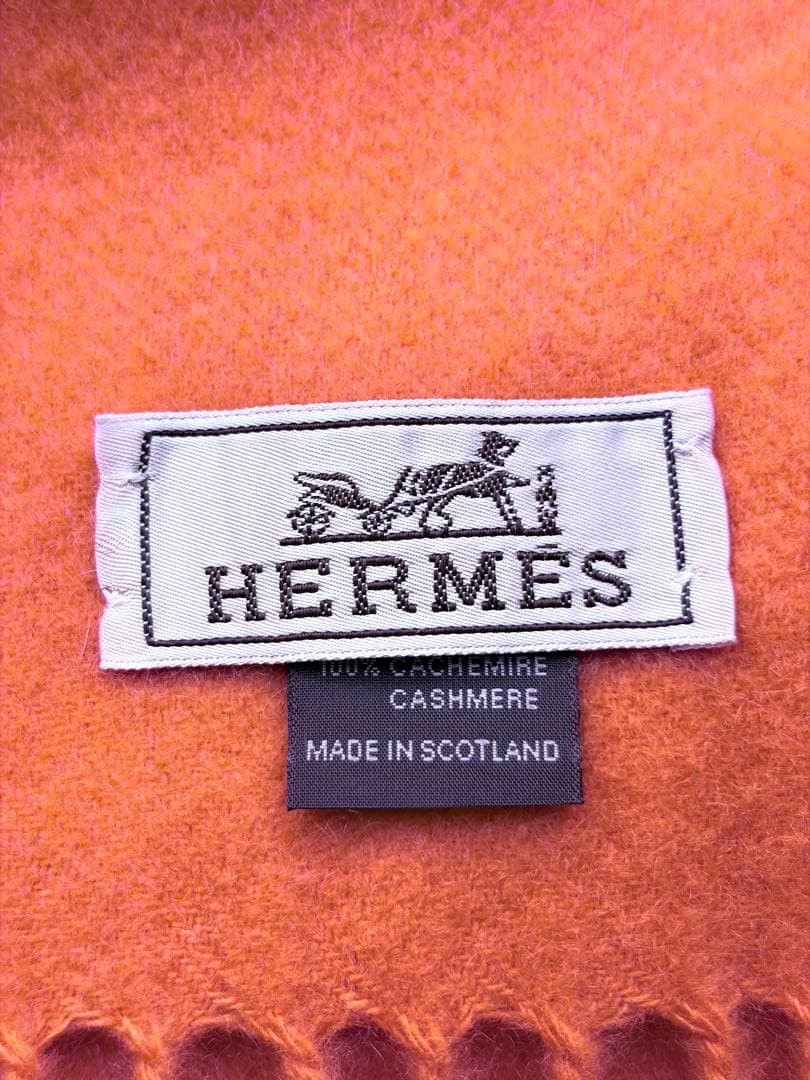 HERMÈS
100% CACHEMIRE
CASHMERE
MADE IN SCOTLAND